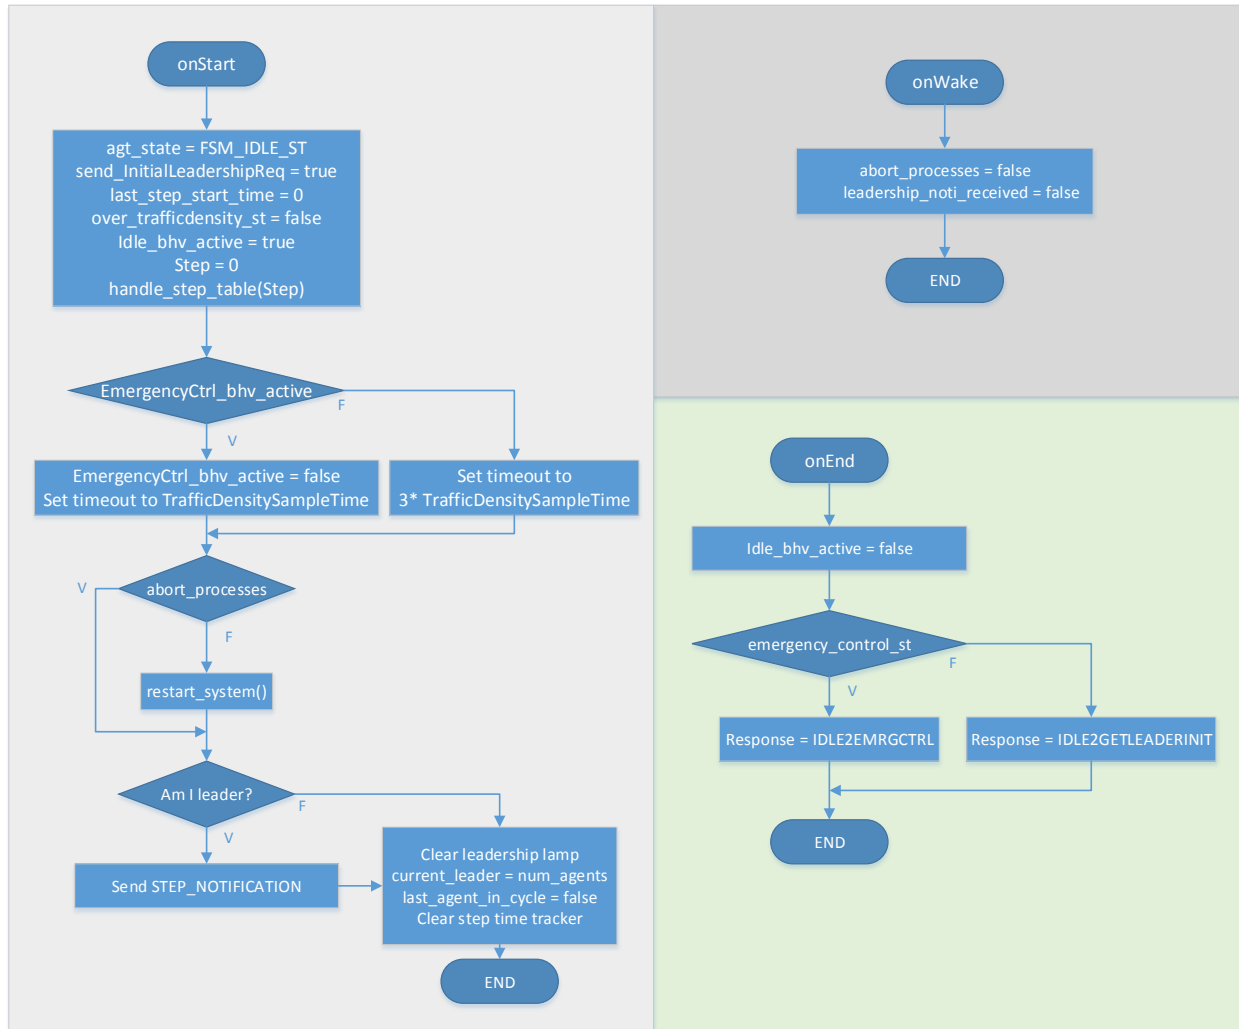 onStart
agt_state = FSM_IDLE_ST
send_InitialLeadershipReq = true
last_step_start_time = 0
over_trafficdensity_st = false
Idle_bhv_active = true
Step = 0
handle_step_table(Step)
EmergencyCtrl_bhv_active
F
V
EmergencyCtrl_bhv_active = false
Set timeout to TrafficDensitySampleTime
Set timeout to
3* TrafficDensitySampleTime
V
abort_processes
F
restart_system()
Am I leader?
F
V
Send STEP_NOTIFICATION
Clear leadership lamp
current_leader = num_agents
last_agent_in_cycle = false
Clear step time tracker
END
onWake
abort_processes = false
leadership_noti_received = false
END
onEnd
Idle_bhv_active = false
emergency_control_st
F
V
Response = IDLE2EMRGCTRL
Response = IDLE2GETLEADERINIT
END